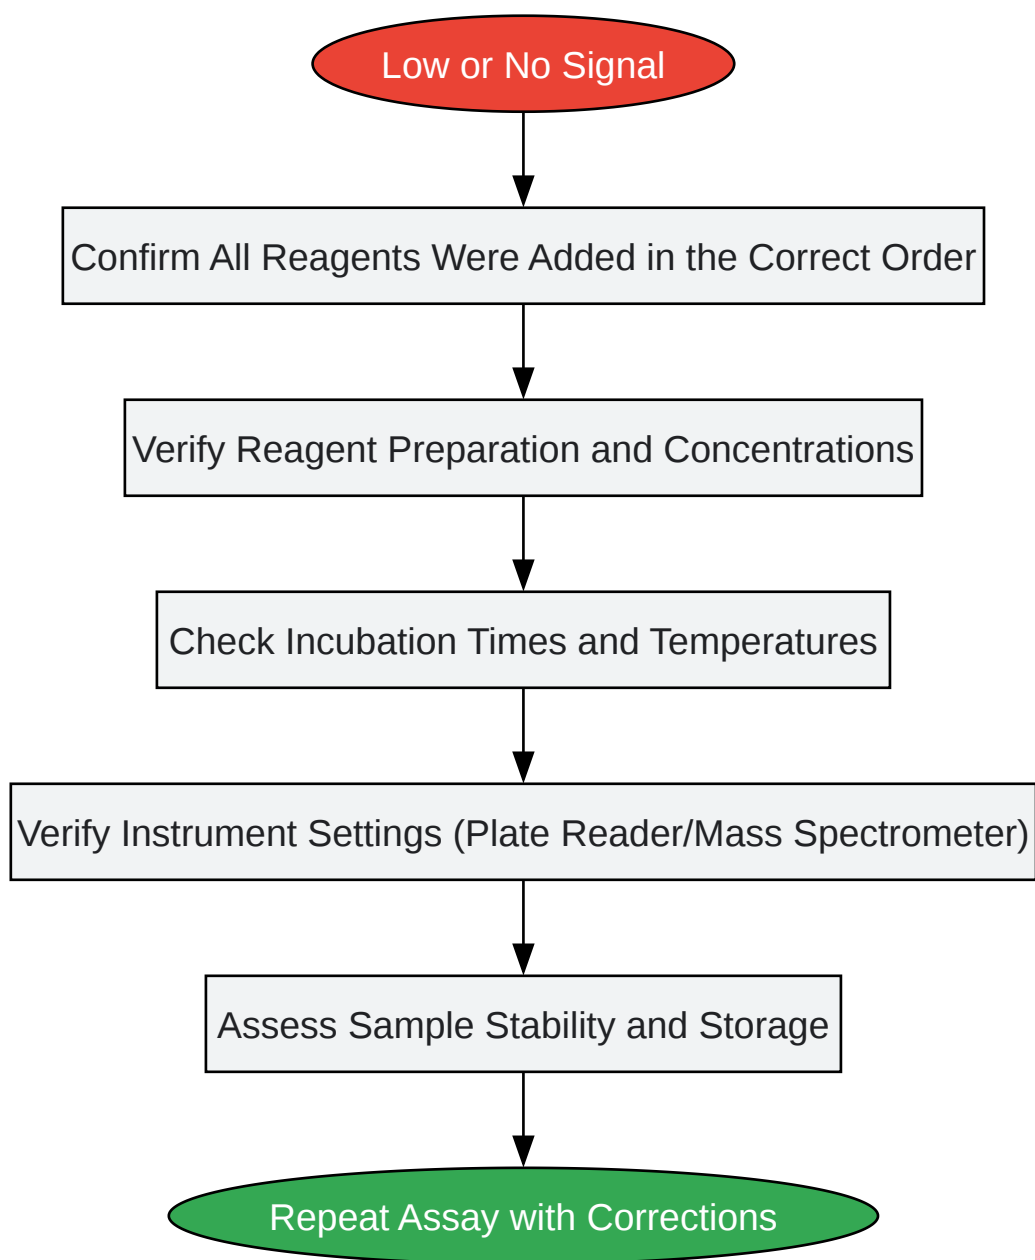 Low or No Signal
Confirm All Reagents Were Added in the Correct Order
Verify Reagent Preparation and Concentrations
Check Incubation Times and Temperatures
Verify Instrument Settings (Plate Reader/Mass Spectrometer)
Assess Sample Stability and Storage
Repeat Assay with Corrections